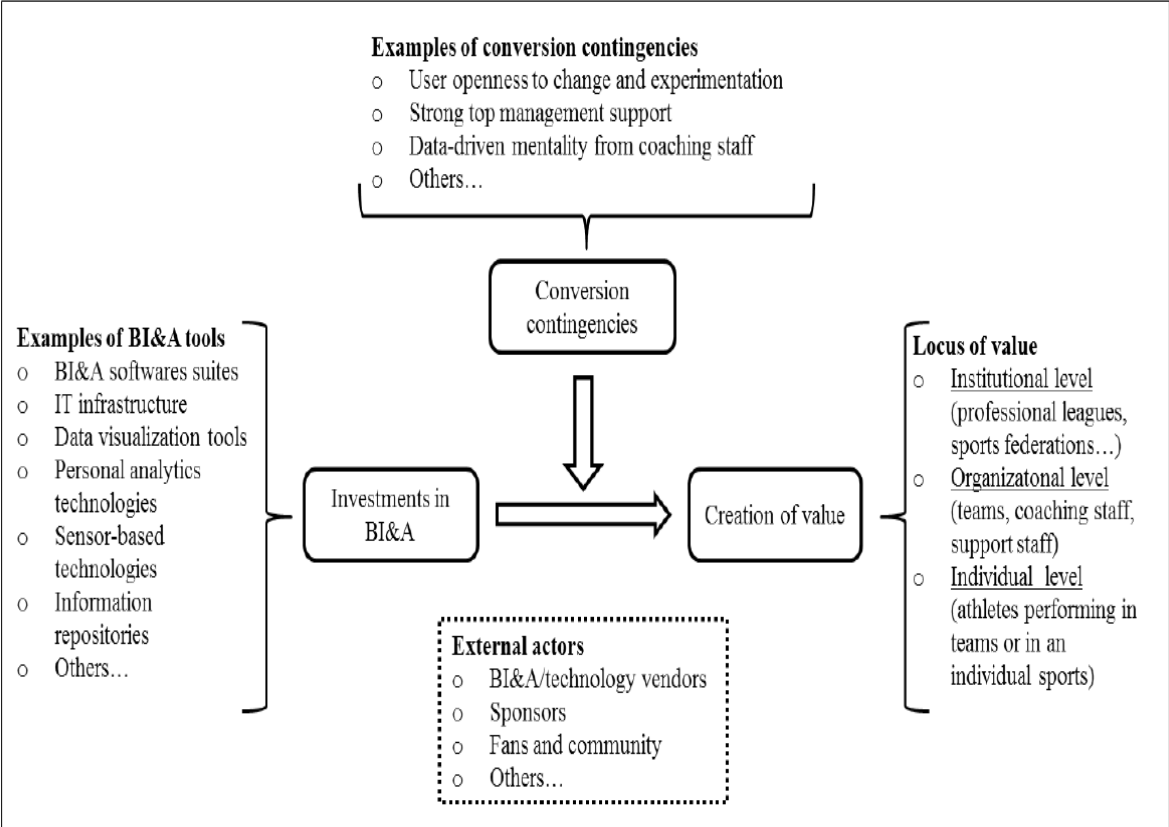 Examples of conversion contingencies
o User openness to change and experimentation
o Strong top management support
o Data-driven mentality from coaching staff
o Others…
Conversion
contingencies
Examples of BI&A tools
o BI&A softwares suites
o IT infrastructure
o Data visualization tools
o Personal analytics
technologies
o Sensor-based
technologies
o Information
repositories
o Others…
Investments in
BI&A
Creation of value
Locus of value
o Institutional level
(professional leagues,
sports federations…)
o Organizatonal level
(teams, coaching staff,
support staff)
o Individual level
(athletes performing in
teams or in an
individual sports)
External actors
o BI&A/technology vendors
o Sponsors
o Fans and community
o Others…